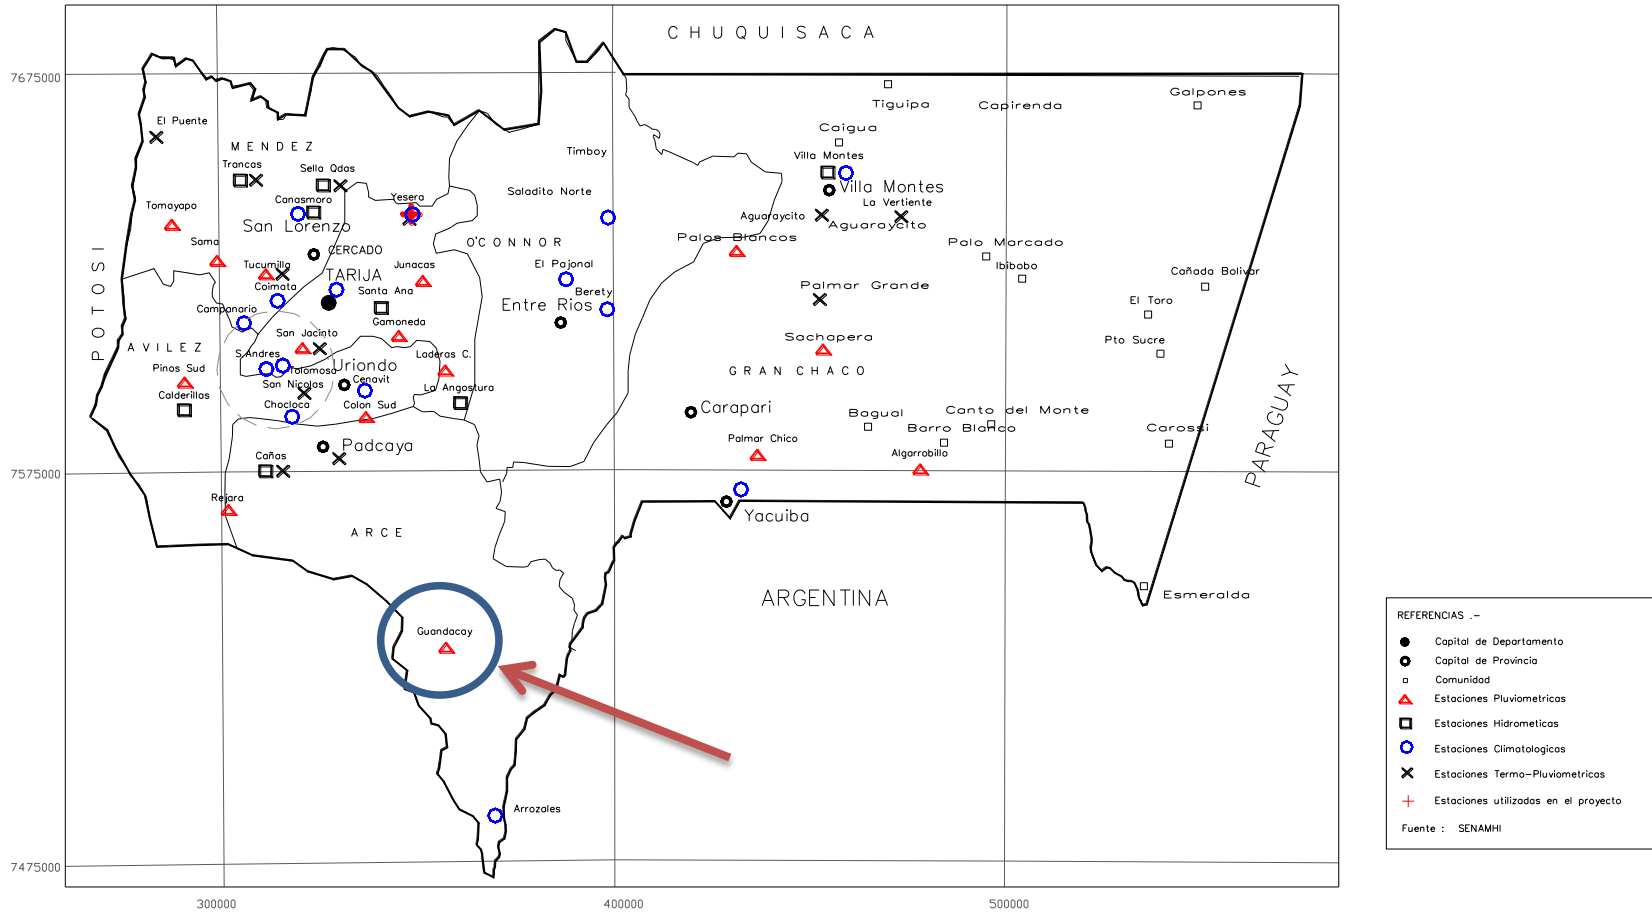 CHUQUISACA
7675000
Galpones
Tiguipa
Capirenda
El Puente
Caigua
MENDEZ
Timboy
Villa Montes
Trancas
Sella Qdas
Villa Montes
Saladito Norte
Canasmoro
Yesera
La Vertiente
Tomayapo
Aguaraycito
San Lorenzo
Aguaraycito
Palos Blancos
Sama
CERCADO
O'CONNOR
Palo Marcado
Tucumilla
TARIJA
Junacas
El Pajonal
Ibibobo
Cañada Bolivar
POTOSI
Coimata
Santa Ana
Berety
Palmar Grande
Campanario
Entre Rios
El Toro
Gamoneda
San Jacinto
Sachapera
Pto Sucre
AVILEZ
S.Andres
Laderas C.
Pinos Sud
Tolomosa
Uriondo
GRAN CHACO
San Nicolas
Cenavit
Calderillas
La Angostura
Chocloca
Colon Sud
Carapari
Bagual
Canto del Monte
Barro Blanco
Carossi
PARAGUAY
Padcaya
Palmar Chico
Cañas
Algarrobillo
7575000
Rejara
Yacuiba
ARCE
ARGENTINA
Esmeralda
Guandacay
Arrozales
7475000
300000
400000
500000
REFERENCIAS .-
Capital de Departamento
Capital de Provincia
Comunidad
Estaciones Pluviometricas
Estaciones Hidrometicas
Estaciones Climatologicas
Estaciones Termo-Pluviometricas
Estaciones utilizadas en el proyecto
Fuente : SENAMHI